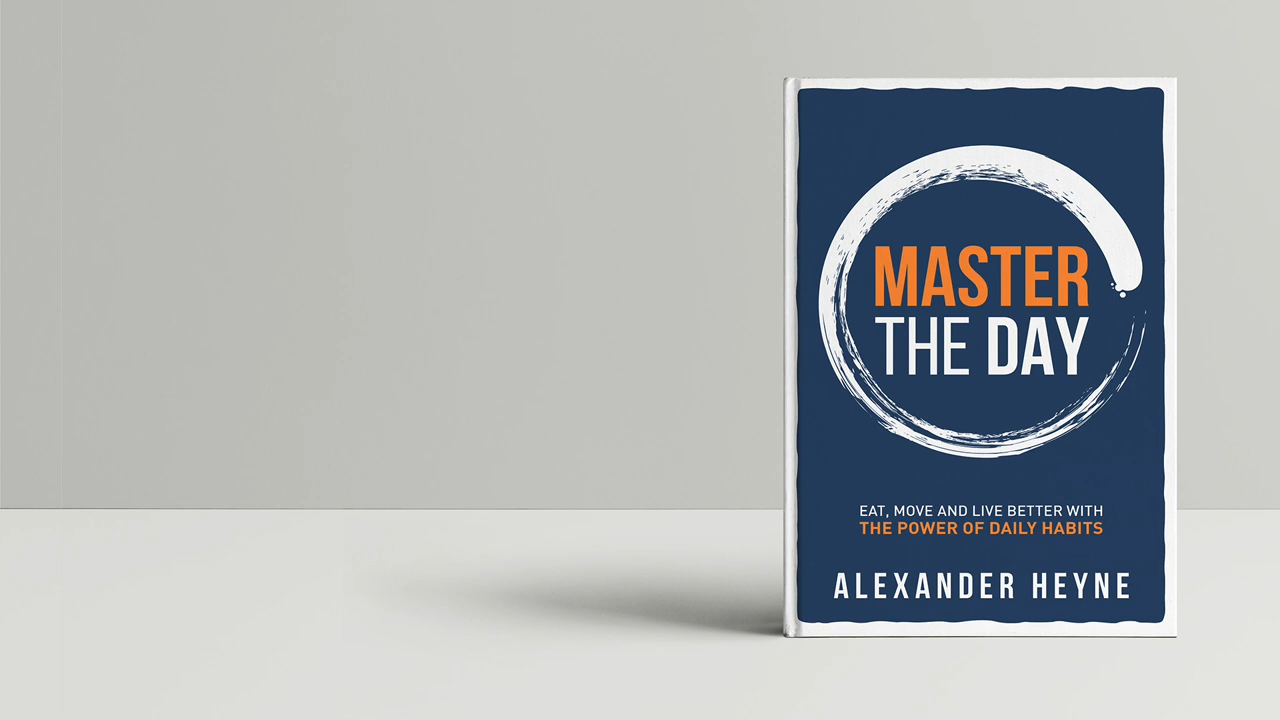 MASTER
THE DAY
EAT, MOVE AND LIVE BETTER WITH
THE POWER OF DAILY HABITS
ALEXANDER HEYNE